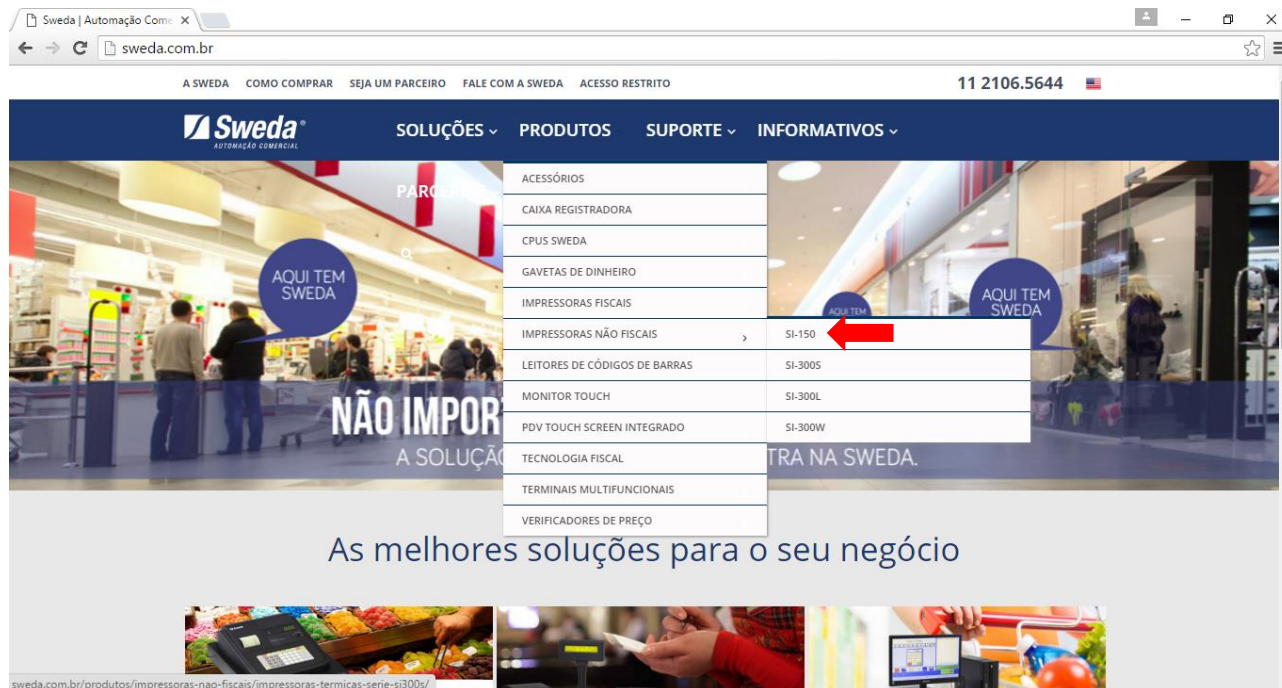 Sweda | Automação Come
sweda.com.br
A SWEDA COMO COMPRAR SEJA UM PARCEIRO FALE COM A SWEDA ACESSO RESTRITO 11 2106.5644
Sweda
AUTOMAÇÃO COMERCIAL
SOLUÇÕES PRODUTOS SUPORTE INFORMATIVOS
ACESSÓRIOS
CAIXA REGISTRADORA
CPUS SWEDA
GAVETAS DE DINHEIRO
IMPRESSORAS FISCAIS
IMPRESSORAS NÃO FISCAIS
LEITORES DE CÓDIGOS DE BARRAS
MONITOR TOUCH
PDV TOUCH SCREEN INTEGRADO
TECNOLOGIA FISCAL
TERMINAIS MULTIFUNCIONAIS
VERIFICADORES DE PREÇO
SI-150
SI-300S
SI-300L
SI-300W
AQUI TEM
SWEDA
AQUI TEM
AQUI TEM
SWEDA
NÃO IMPOR
A SOLUÇÃ TRA NA SWEDA.
As melhores soluções para o seu negócio
sweda.com.br/produtos/impressoras-nao-fiscais/impressoras-termicas-serie-si300s/